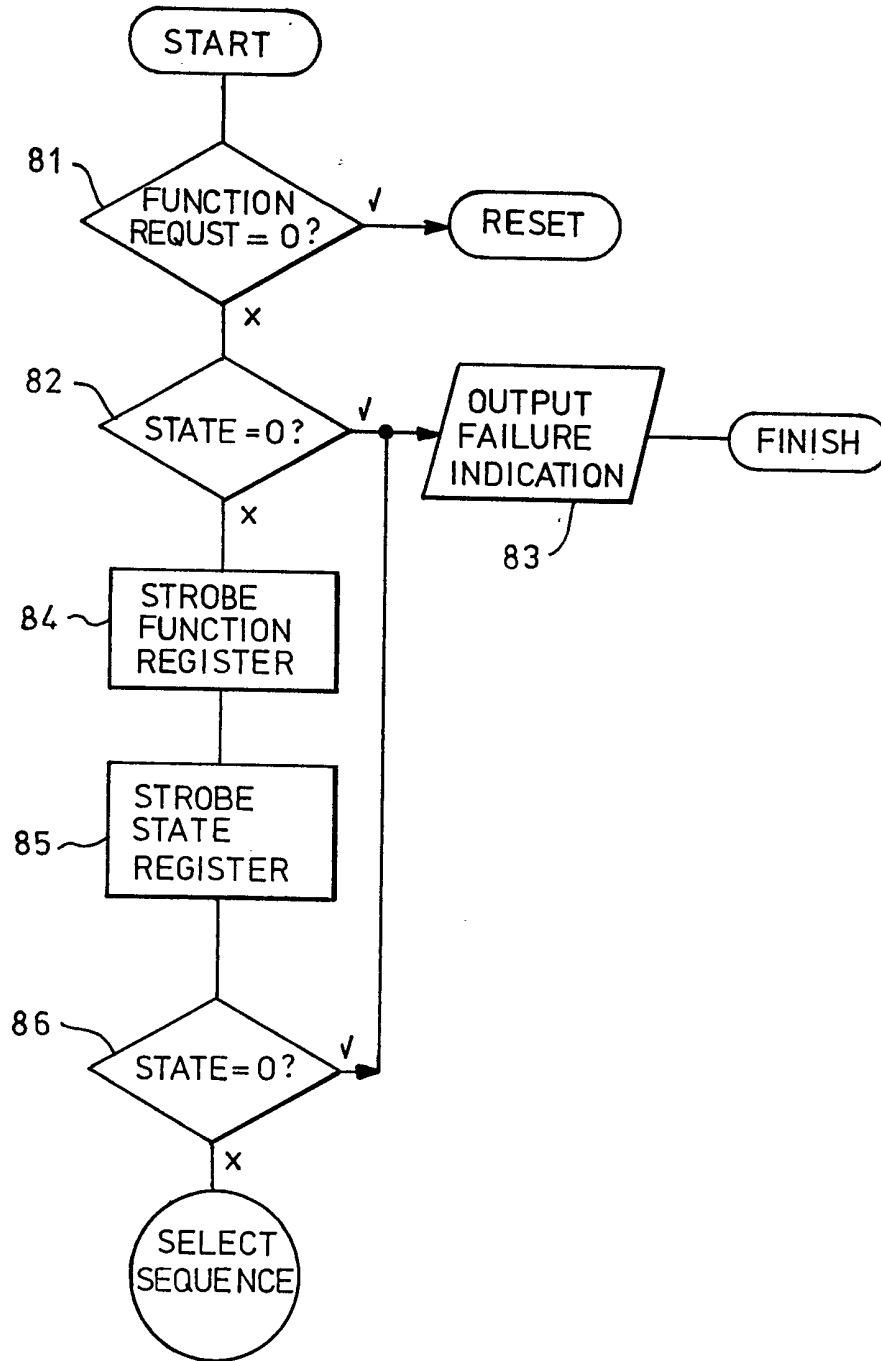 START
81
FUNCTION
REQUST = 0?
✓
RESET
X
82
STATE = 0?
✓
OUTPUT
FAILURE
INDICATION
FINISH
X
83
84
STROBE
FUNCTION
REGISTER
85
STROBE
STATE
REGISTER
86
STATE = 0?
✓
X
SELECT
SEQUENCE